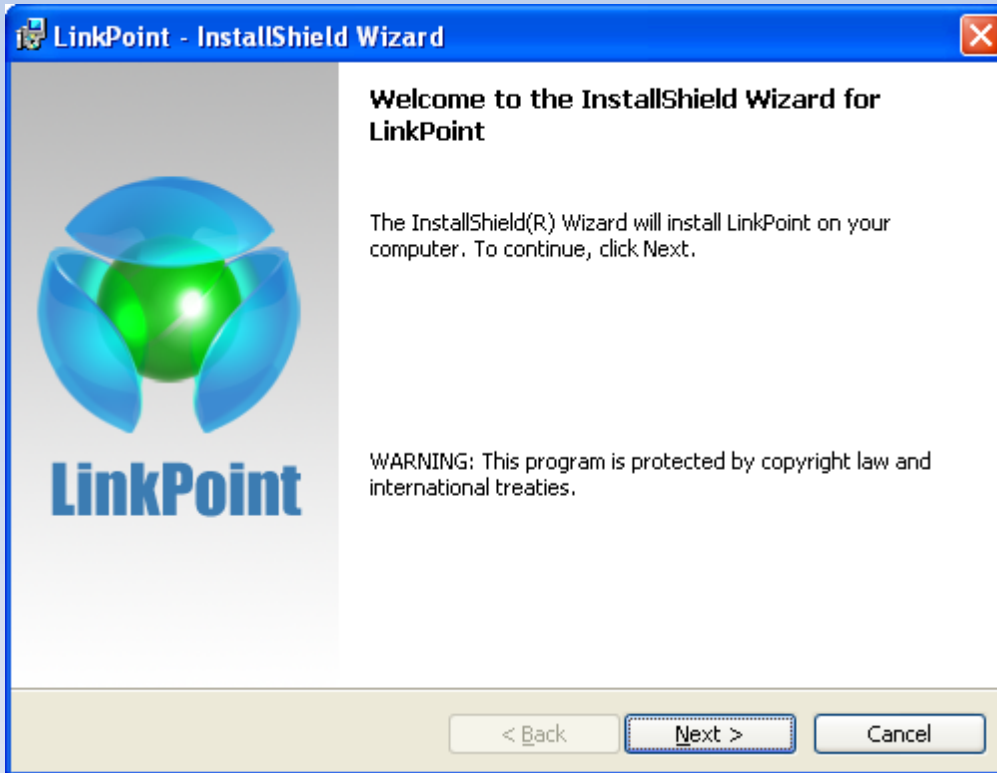 LinkPoint - InstallShield Wizard
Welcome to the InstallShield Wizard for
LinkPoint
The InstallShield(R) Wizard will install LinkPoint on your
computer. To continue, click Next.
LinkPoint
WARNING: This program is protected by copyright law and
international treaties.
< Back
Next >
Cancel